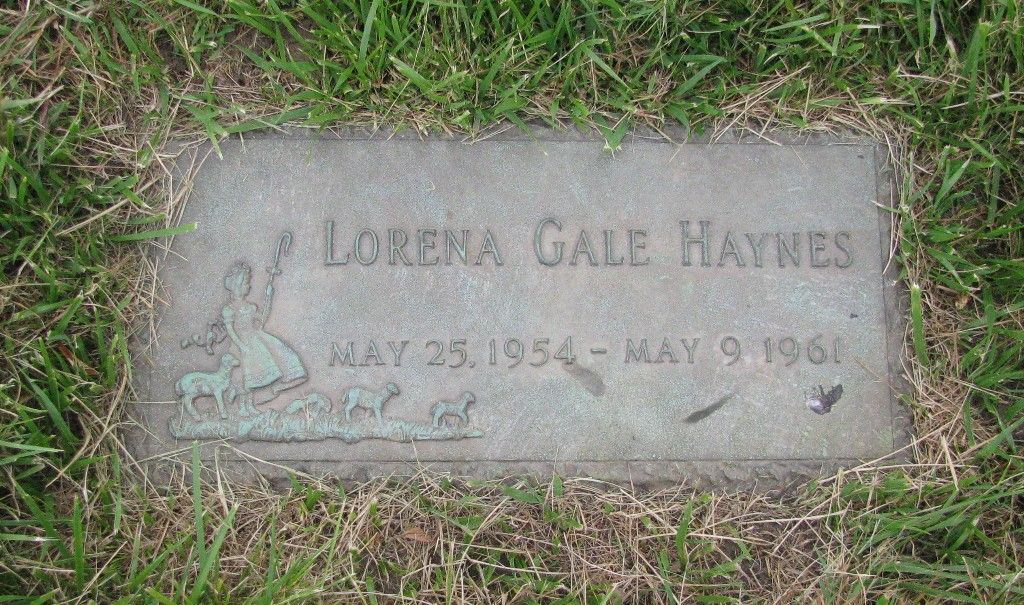 LORENA GALE HAYNES
MAY 25, 1954 - MAY 9, 1961